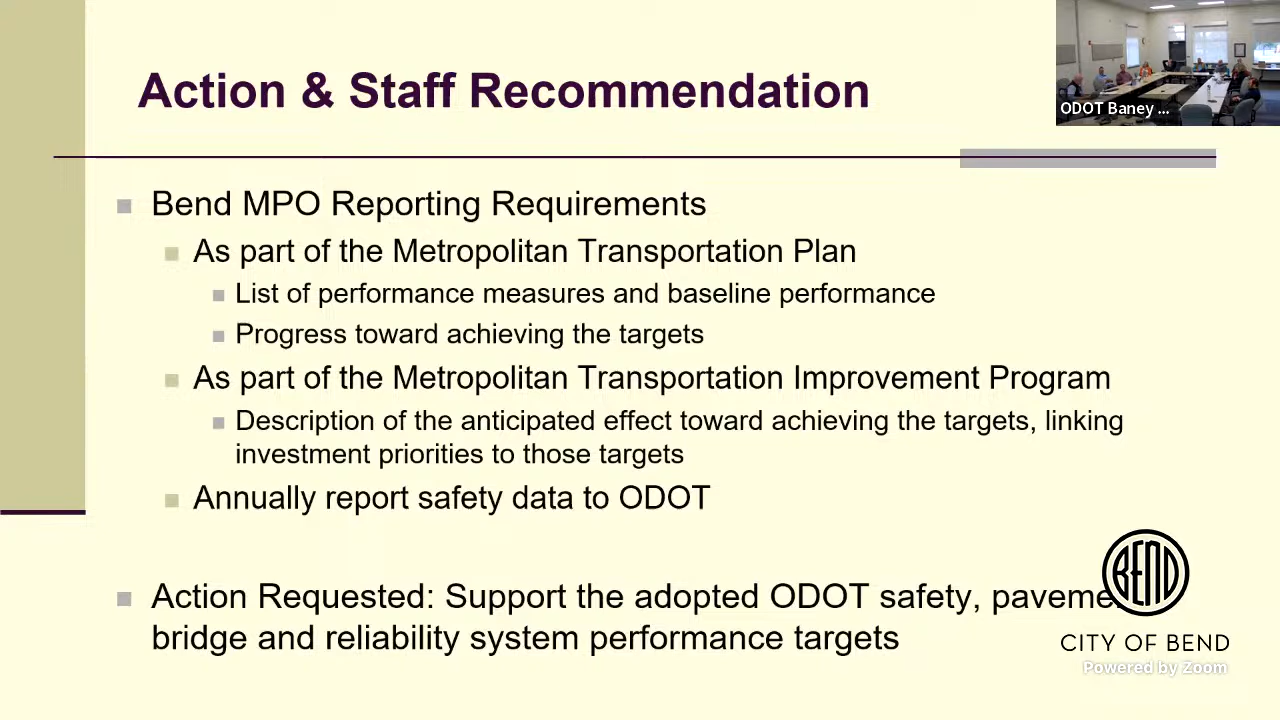 Action & Staff Recommendation
ODOT Baney ...
Bend MPO Reporting Requirements
As part of the Metropolitan Transportation Plan
List of performance measures and baseline performance
Progress toward achieving the targets
As part of the Metropolitan Transportation Improvement Program
Description of the anticipated effect toward achieving the targets, linking
investment priorities to those targets
Annually report safety data to ODOT
Action Requested: Support the adopted ODOT safety,
bridge and reliability system performance targets
BEND
CITY OF BEND
Powered by Zoom